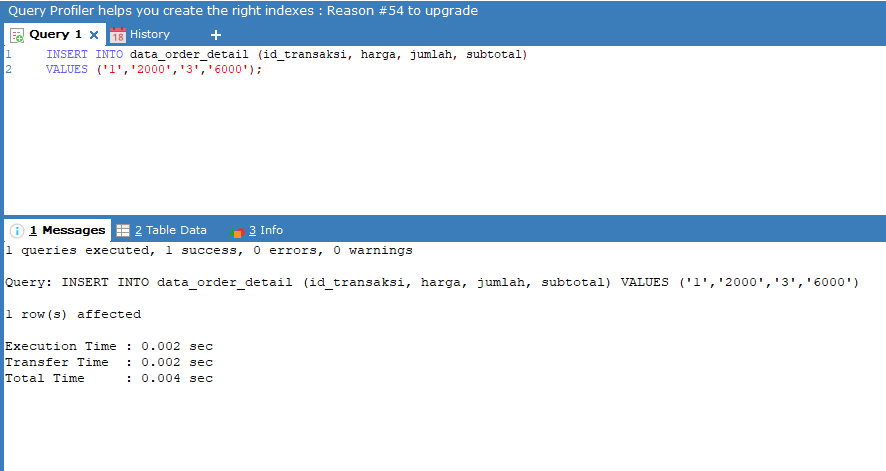 Query Profiler helps you create the right indexes : Reason #54 to upgrade
Query 1 18 History
1 INSERT INTO data_order_detail (id_transaksi, harga, jumlah, subtotal)
2 VALUES ('1','2000','3','6000');
1 Messages 2 Table Data 3 Info
1 queries executed, 1 success, 0 errors, 0 warnings
Query: INSERT INTO data_order_detail (id_transaksi, harga, jumlah, subtotal) VALUES ('1','2000','3','6000')
1 row(s) affected
Execution Time : 0.002 sec
Transfer Time : 0.002 sec
Total Time : 0.004 sec